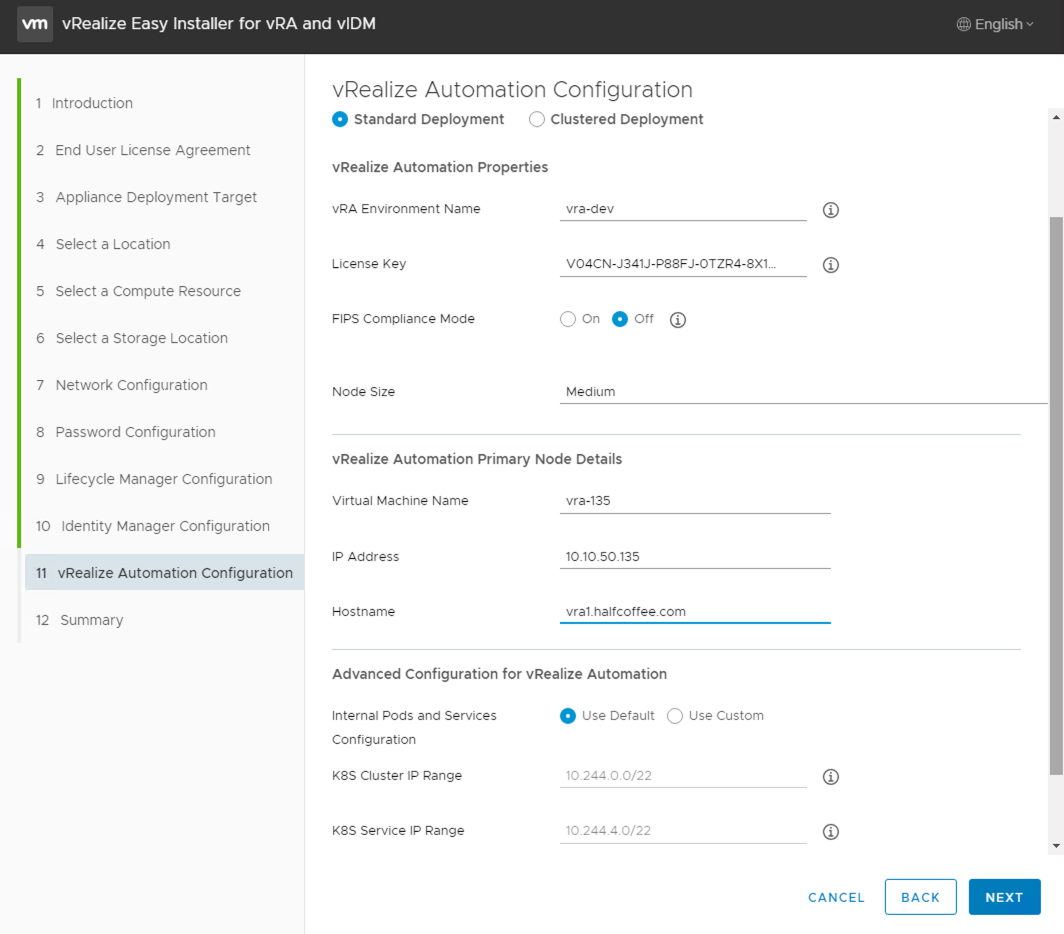 vm vRealize Easy Installer for vRA and vIDM
English
1 Introduction
2 End User License Agreement
3 Appliance Deployment Target
4 Select a Location
5 Select a Compute Resource
6 Select a Storage Location
7 Network Configuration
8 Password Configuration
9 Lifecycle Manager Configuration
10 Identity Manager Configuration
11 vRealize Automation Configuration
12 Summary
vRealize Automation Configuration
Standard Deployment Clustered Deployment
vRealize Automation Properties
vRA Environment Name vra-dev
License Key V04CN-J341J-P88FJ-0TZR4-8X1...
FIPS Compliance Mode On Off
Node Size Medium
vRealize Automation Primary Node Details
Virtual Machine Name vra-135
IP Address 10.10.50.135
Hostname vra1.halfcoffee.com
Advanced Configuration for vRealize Automation
Internal Pods and Services Use Default Use Custom
Configuration
K8S Cluster IP Range 10.244.0.0/22
K8S Service IP Range 10.244.4.0/22
CANCEL BACK NEXT